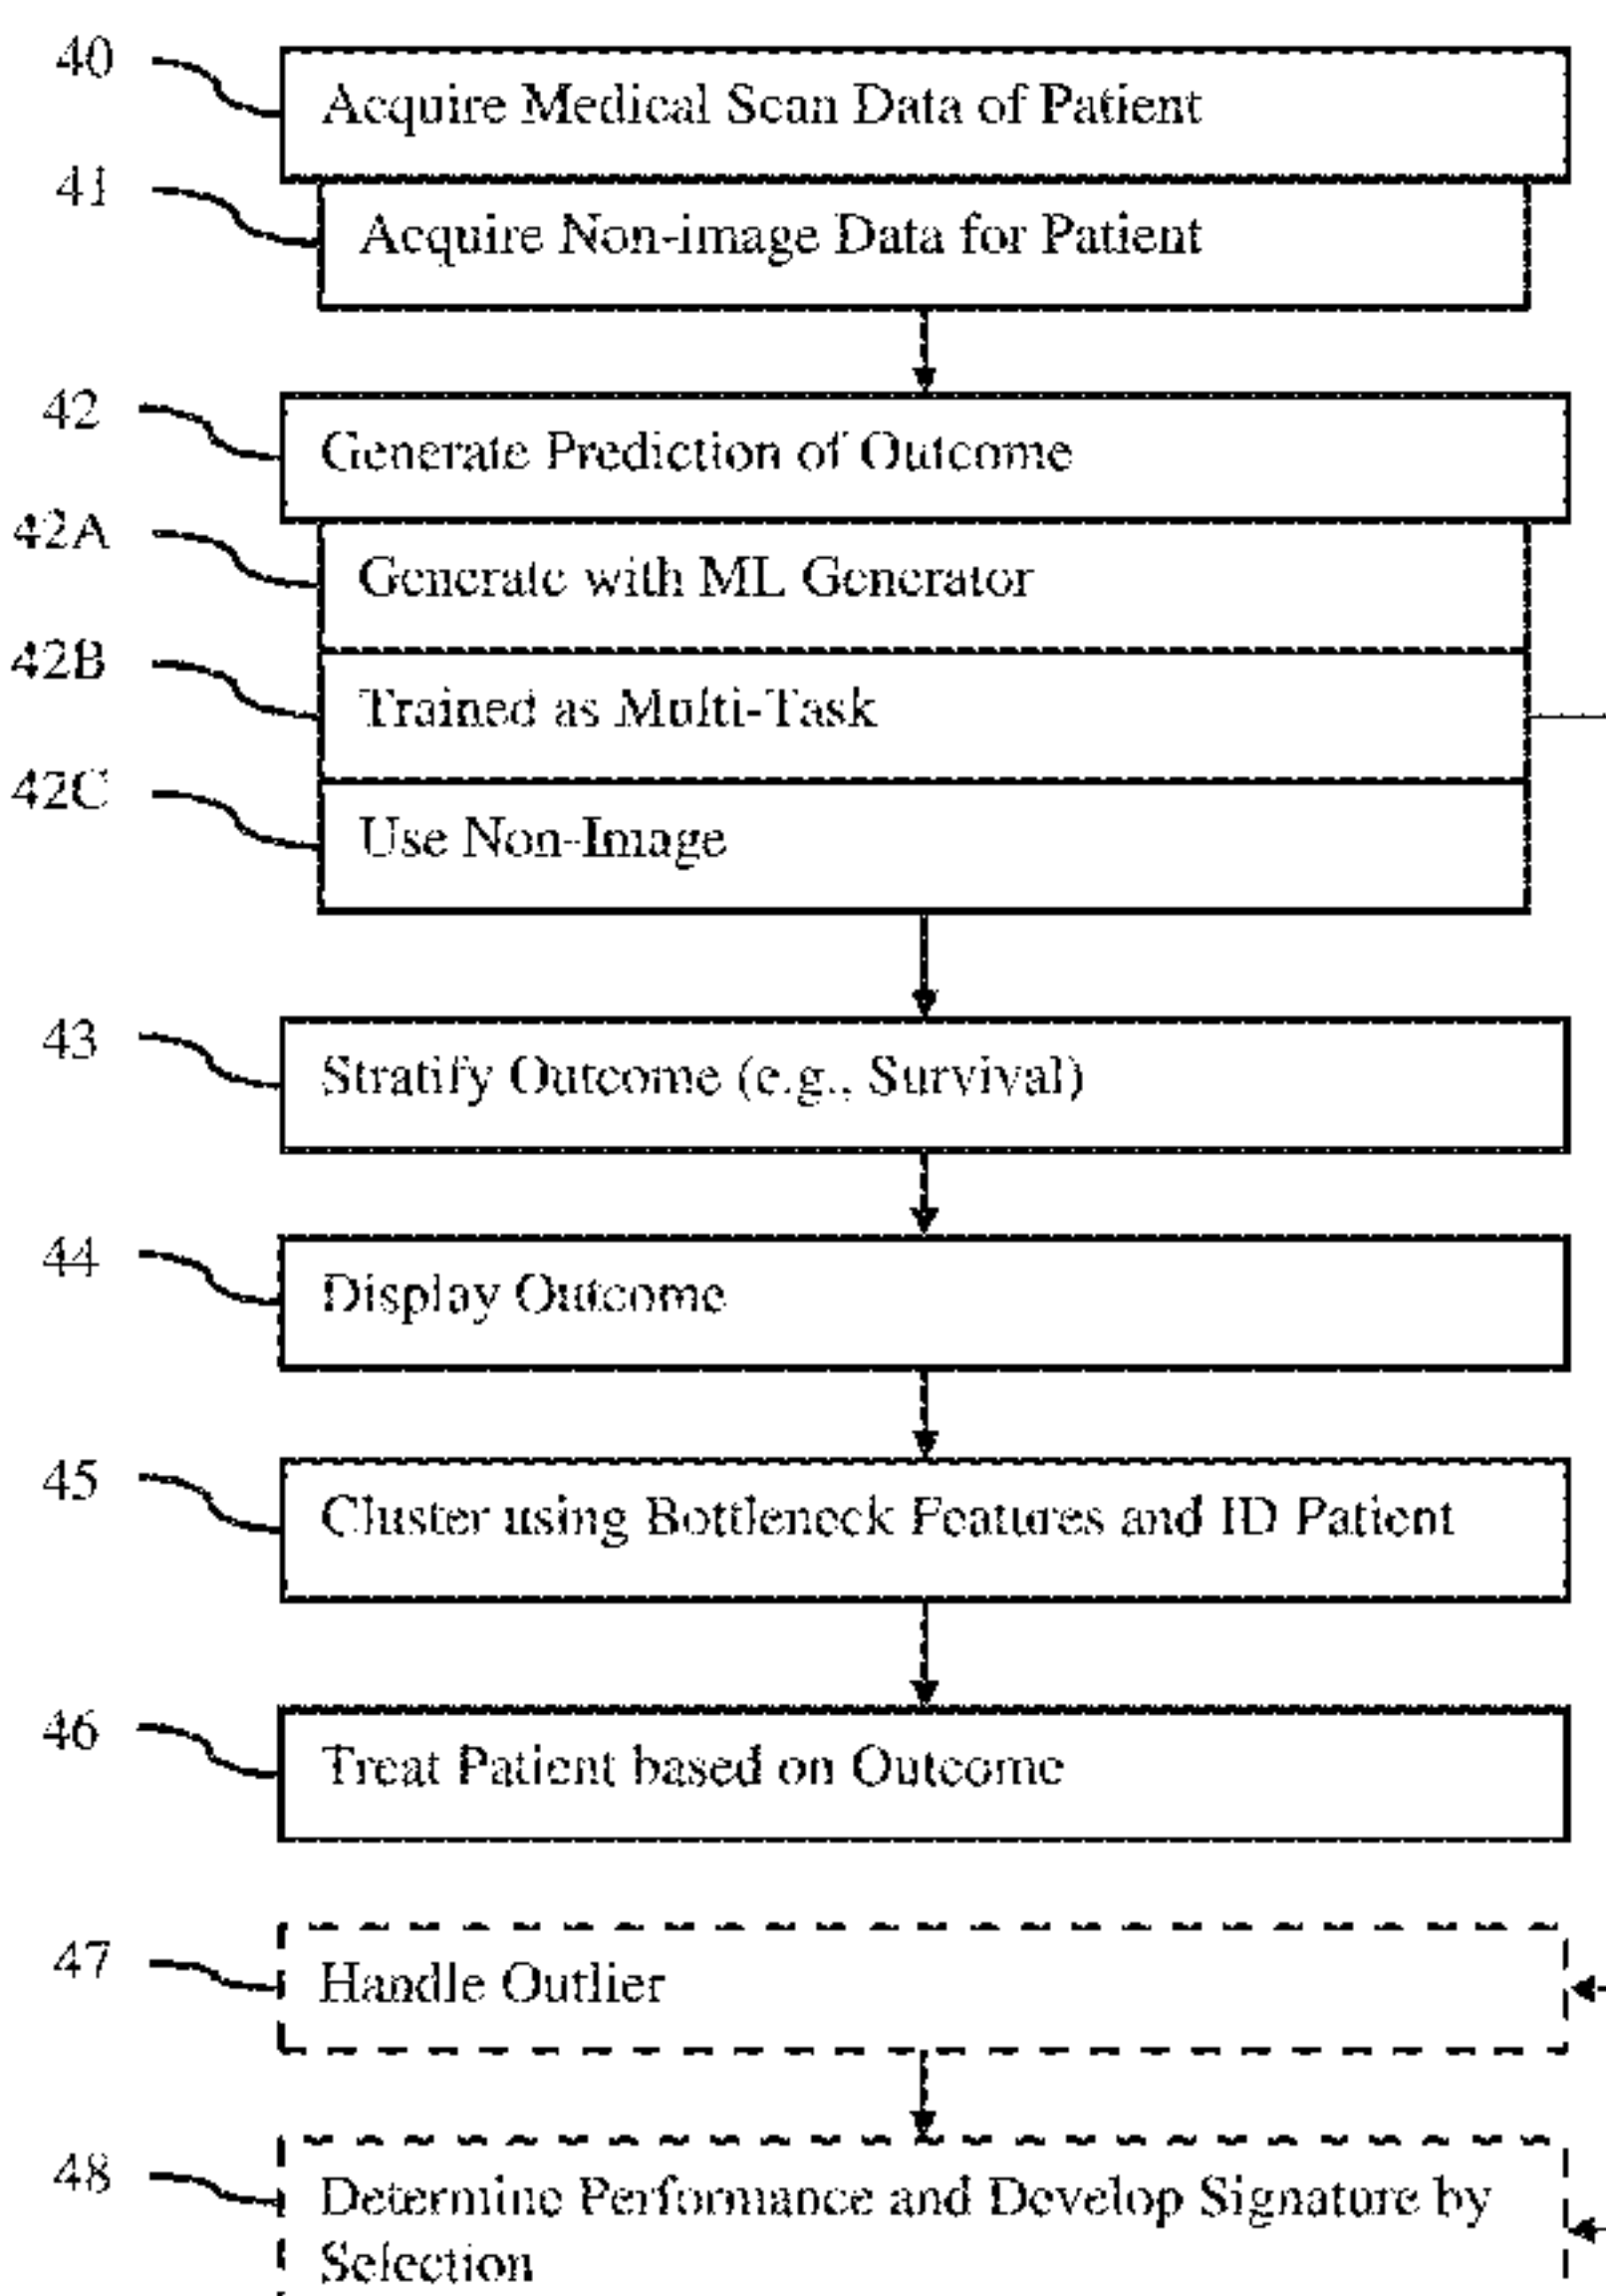 40
Acquire Medical Scan Data of Patient
41
Acquire Non-image Data for Patient
42
Generate Prediction of Outcome
42A
Generate with ML Generator
42B
Trained as Multi-Task
42C
Use Non-Image
43
Stratify Outcome (e.g., Survival)
44
Display Outcome
45
Cluster using Bottleneck Features and ID Patient
46
Treat Patient based on Outcome
47
Handle Outlier
48
Determine Performance and Develop Signature by
Selection